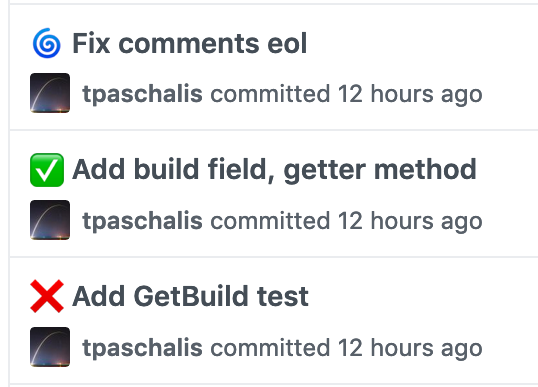 🌀 Fix comments eol
tpaschalis committed 12 hours ago
✅ Add build field, getter method
tpaschalis committed 12 hours ago
❌ Add GetBuild test
tpaschalis committed 12 hours ago